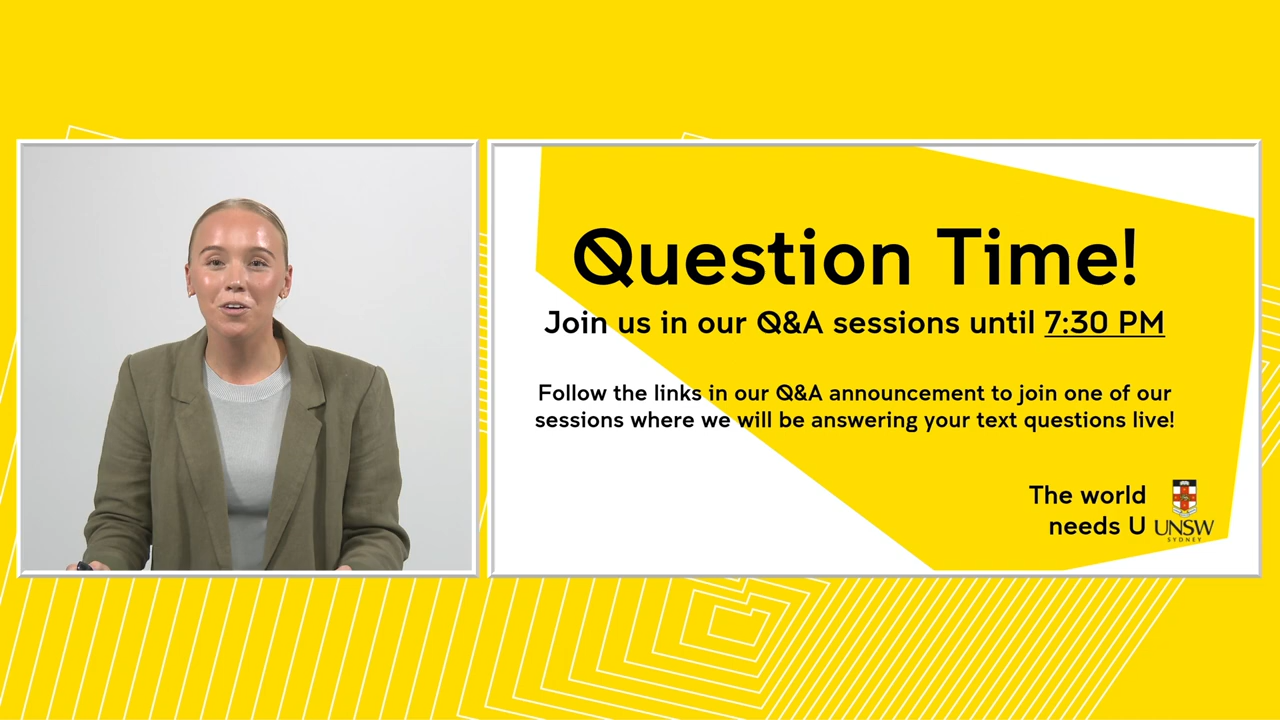 Question Time!
Join us in our Q&A sessions until 7:30 PM
Follow the links in our Q&A announcement to join one of our
sessions where we will be answering your text questions live!
The world
needs U
UNSW
SYDNEY